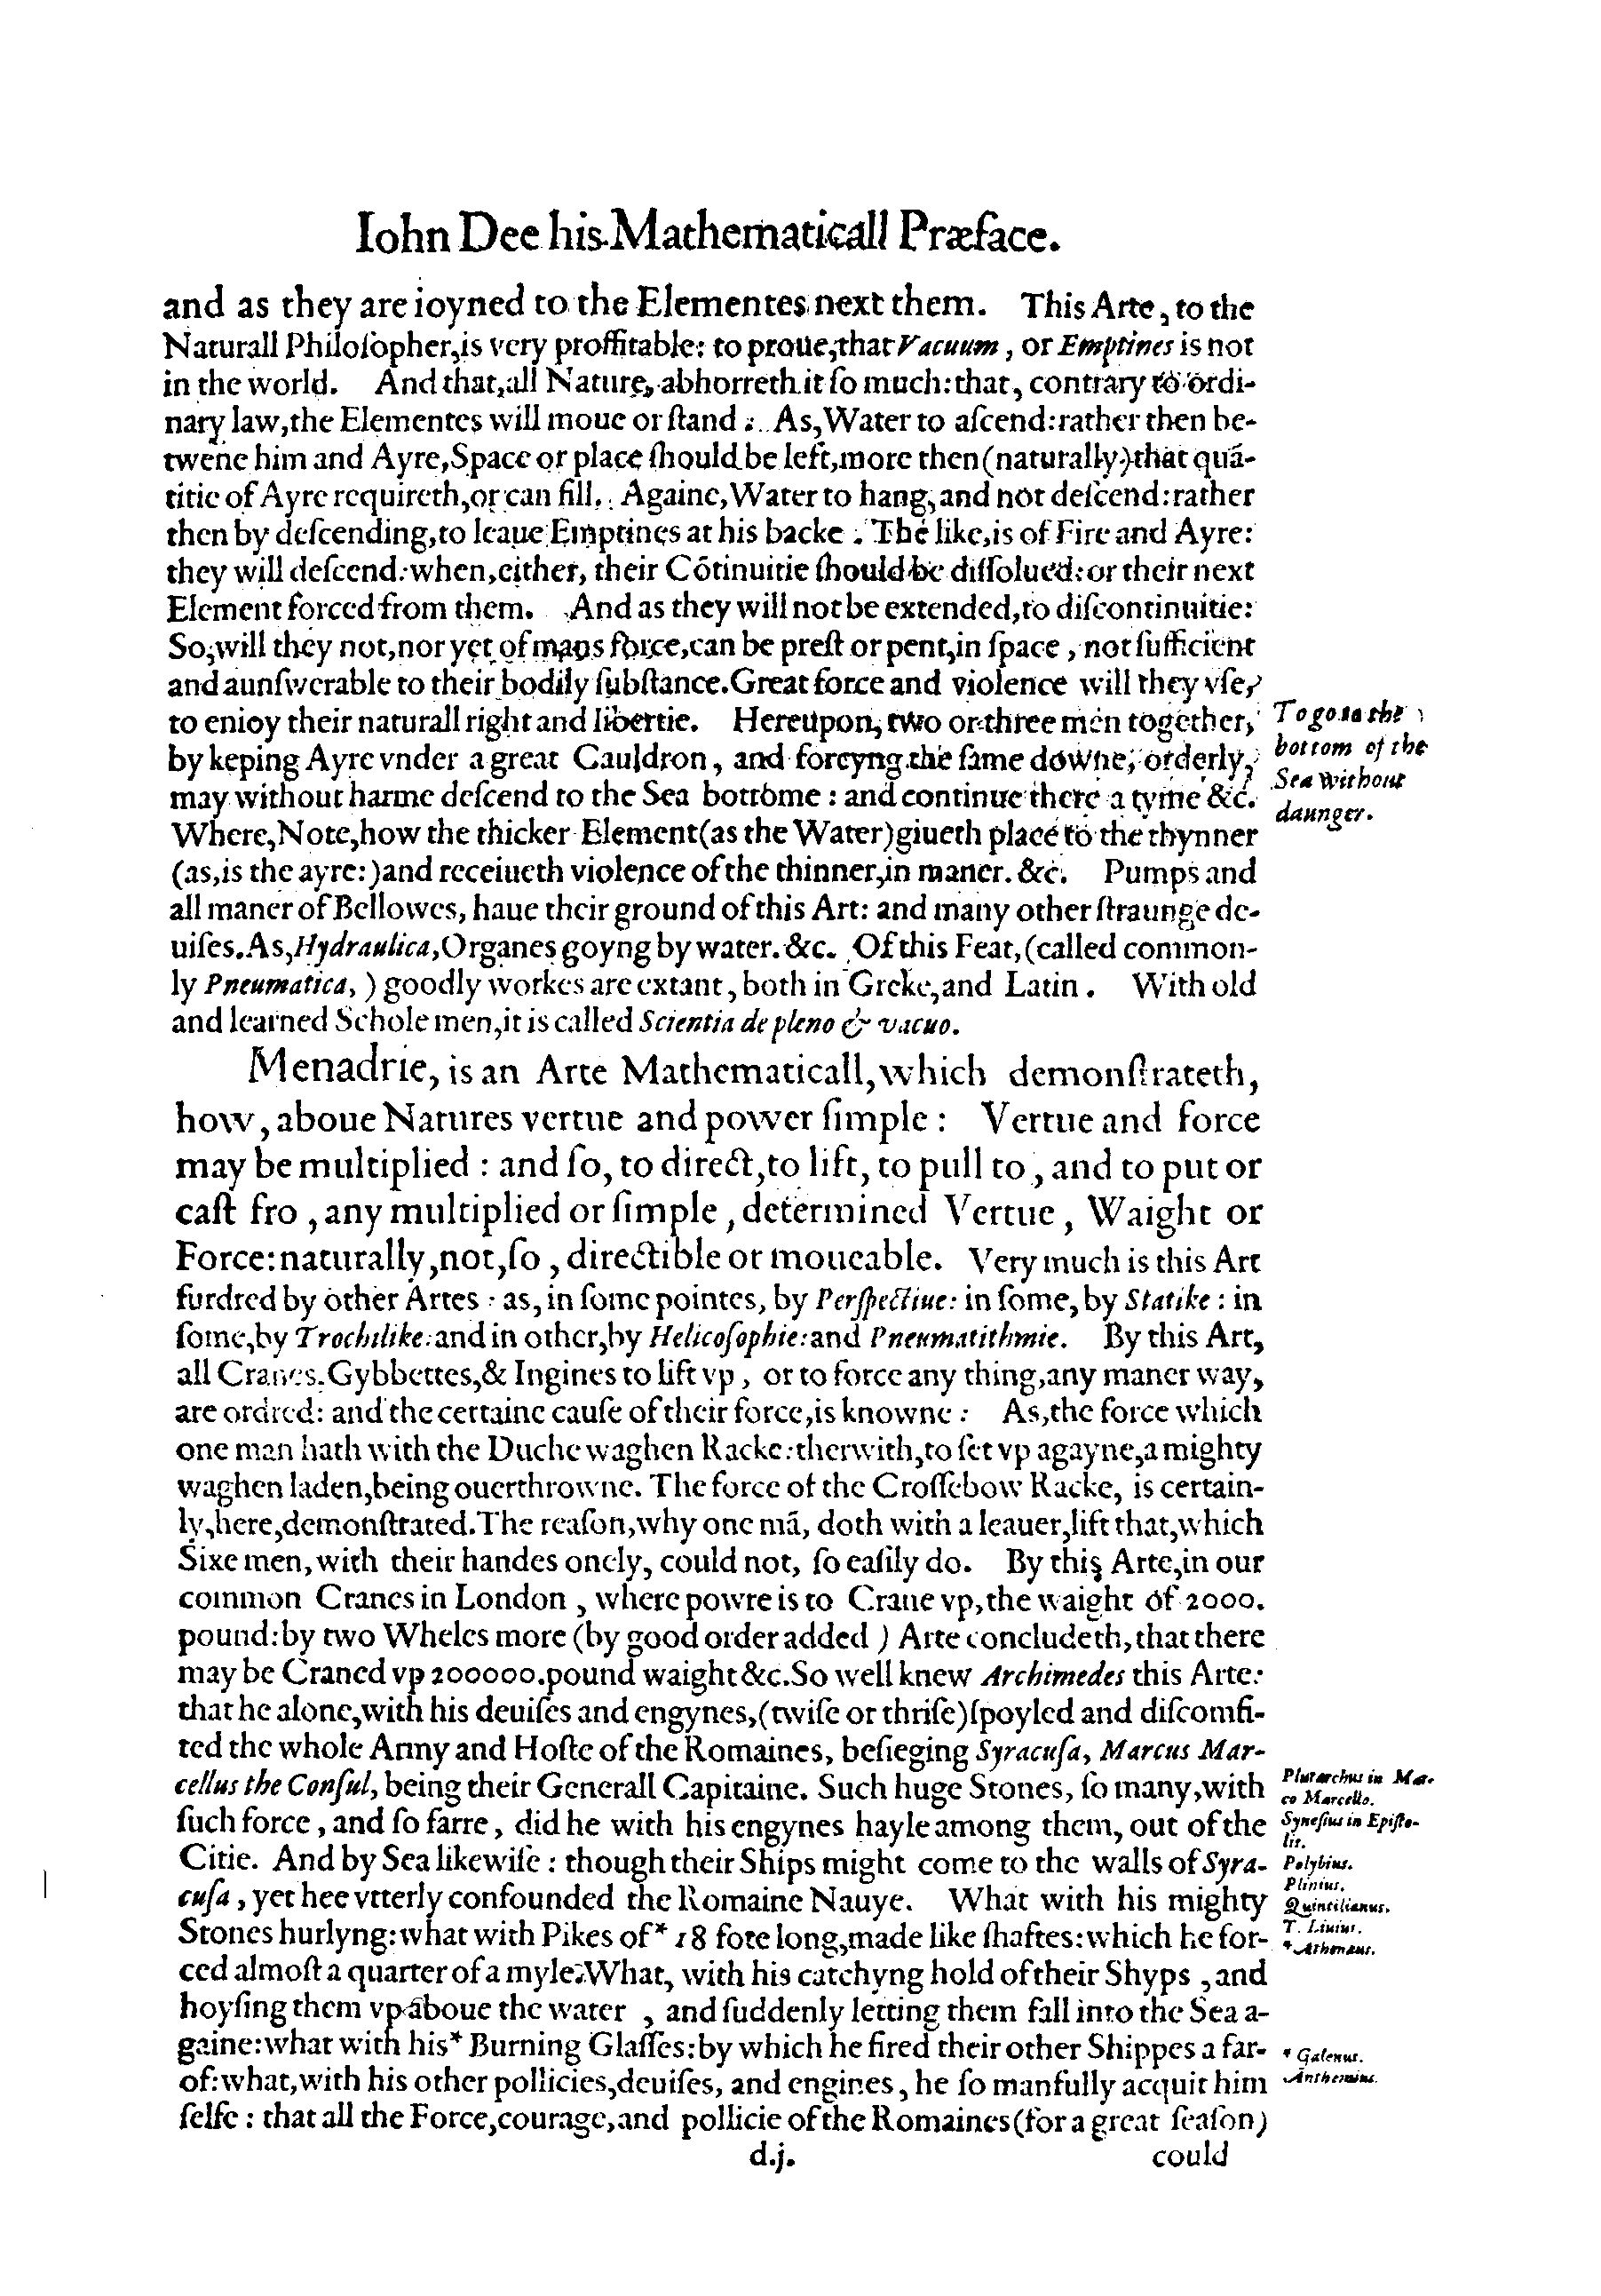 Iohn Dee his Mathematicall Præface.
and as they are ioyned to the Elementes next them. This Arte, to the
Naturall Philoſopher, is very proffitable: to proue, that Vacuum, or Emptines is not
in the world. And that, all Nature, abhorreth it ſo much: that, contrary to ordi-
nary law, the Elementes will moue or ſtand. As, Water to aſcend: rather then be-
twene him and Ayre, Space or place ſhould be left, more then (naturally) that quā-
titie of Ayre requireth, or can fill. Againe, Water to hang, and not deſcend: rather
then by deſcending, to leaue Emptines at his backe. The like, is of Fire and Ayre:
they will deſcend: when, either, their Cōtinuitie ſhould be diſſolued: or their next
Element forced from them. And as they will not be extended, to diſcontinuitie:
So, will they not, nor yet of mans force, can be preſt or pent, in ſpace, not ſufficient
and aunſwerable to their bodily ſubſtance. Great force and violence will they vſe,
to enioy their naturall right and libertie. Hereupon, two or three men together,
To go to the
by keping Ayre vnder a great Cauldron, and forcyng the ſame downe, orderly,
bottom of the
may without harme deſcend to the Sea bottome: and continue there a tyme &c.
Sea without
daunger.
Where, Note, how the thicker Element (as the Water) giueth place to the thynner
(as, is the ayre:) and receiueth violence of the thinner, in maner. &c. Pumps and
all maner of Bellowes, haue their ground of this Art: and many other ſtraunge de-
uiſes. As, Hydraulica, Organes goyng by water. &c. Of this Feat, (called common-
ly Pneumatica,) goodly workes are extant, both in Greke, and Latin. With old
and learned Schole men, it is called Scientia de pleno & vacuo.
Menadrie, is an Arte Mathematicall, which demonſtrateth,
how, aboue Natures vertue and power ſimple: Vertue and force
may be multiplied: and ſo, to direct, to lift, to pull to, and to put or
caſt fro, any multiplied or ſimple, determined Vertue, Waight or
Force: naturally, not, ſo, directible or moueable. Very much is this Art
furdred by other Artes: as, in ſome pointes, by Perſpectiue: in ſome, by Statike: in
ſome, by Trochilike: and in other, by Helicoſophie: and Pneumatithmie. By this Art,
all Cranes, Gybbettes, & Ingines to lift vp, or to force any thing, any maner way,
are ordred: and the certaine cauſe of their force, is knowne: As, the force which
one man hath with the Duche waghen Racke: therwith, to ſet vp agayne, a mighty
waghen laden, being ouerthrowne. The force of the Croſſebow Racke, is certain-
ly, here, demonſtrated. The reaſon, why one mā, doth with a leauer, lift that, which
Sixe men, with their handes onely, could not, ſo eaſily do. By this Arte, in our
common Cranes in London, where powre is to Crane vp, the waight of 2000.
pound: by two Wheles more (by good order added) Arte concludeth, that there
may be Craned vp 200000. pound waight &c. So well knew Archimedes this Arte:
that he alone, with his deuiſes and engynes, (twiſe or thriſe) ſpoyled and diſcomfi-
ted the whole Army and Hoſte of the Romaines, beſieging Syracuſa, Marcus Mar-
cellus the Conſul, being their Generall Capitaine. Such huge Stones, ſo many, with
Plutarchus in Mar-
co Marcello.
ſuch force, and ſo farre, did he with his engynes hayle among them, out of the
Syneſius in Epiſto-
lis.
Citie. And by Sea likewiſe: though their Ships might come to the walls of Syra-
Polybius.
Plinius.
cuſa, yet hee vtterly confounded the Romaine Nauye. What with his mighty
Quintilianus.
T. Liuius.
Stones hurlyng: what with Pikes of * 18 fote long, made like ſhaftes: which he for-
* Athenæus.
ced almoſt a quarter of a myle. What, with his catchyng hold of their Shyps, and
hoyſing them vp aboue the water, and ſuddenly letting them fall into the Sea a-
gaine: what with his * Burning Glaſſes: by which he fired their other Shippes a far-
* Galenus.
of: what, with his other pollicies, deuiſes, and engines, he ſo manfully acquit him
Anthemius.
ſelfe: that all the Force, courage, and pollicie of the Romaines (for a great ſeaſon)
d.j. could